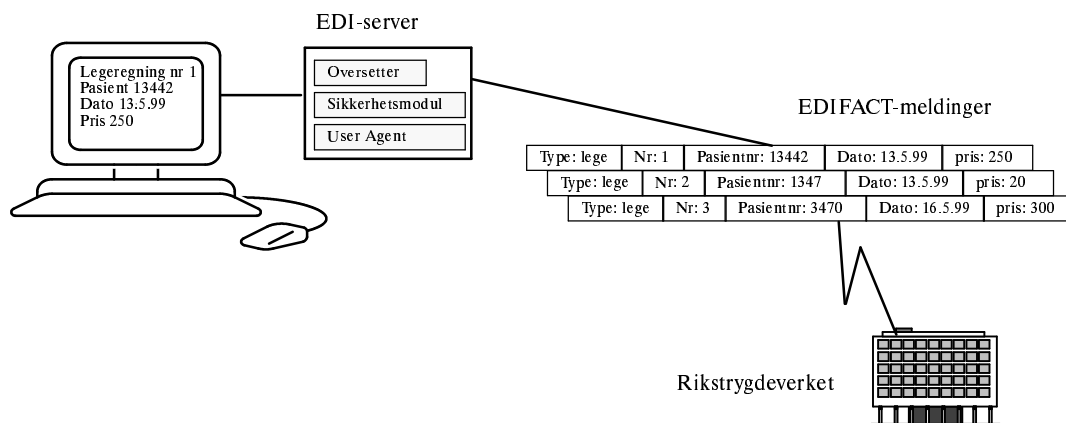 EDI-server
Legeregning nr 1
Pasient 13442
Dato 13.5.99
Pris 250
Oversetter
Sikkerhetsmodul
User Agent
EDIFACT-meldinger
Type: lege Nr: 1 Pasientnr: 13442 Dato: 13.5.99 pris: 250
Type: lege Nr: 2 Pasientnr: 1347 Dato: 13.5.99 pris: 20
Type: lege Nr: 3 Pasientnr: 3470 Dato: 16.5.99 pris: 300
Rikstrygdeverket